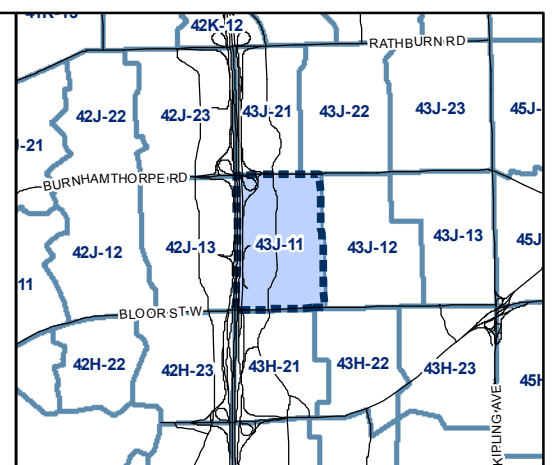 42K-12
RATHBURN RD
42J-22
42J-23
43J-21
43J-22
43J-23
45J-
J-21
BURNHAMTHORPE RD
42J-12
42J-13
43J-11
43J-12
43J-13
45J
11
BLOOR ST W
42H-22
42H-23
43H-21
43H-22
43H-23
45H
KIPLING AVE